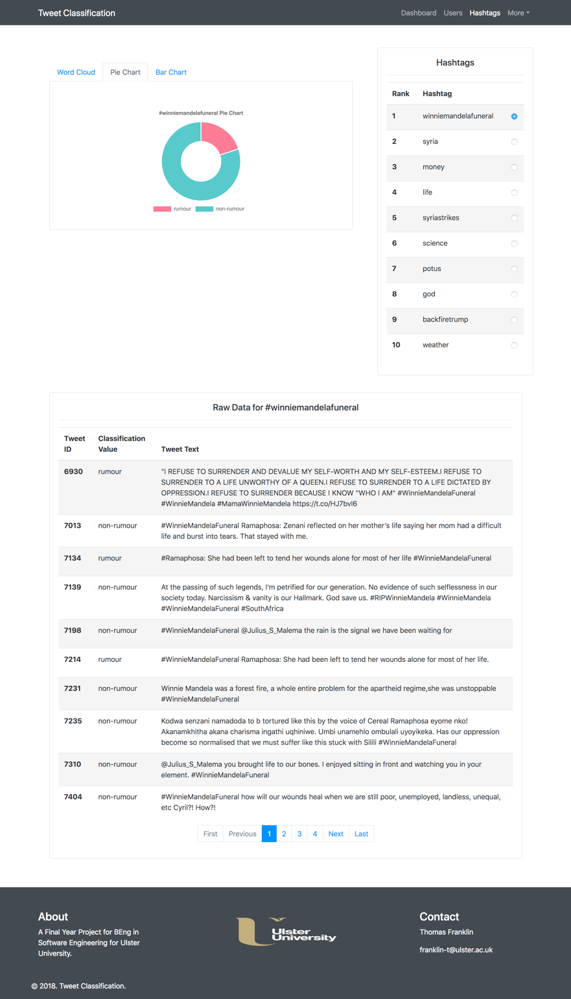 Tweet Classification
Dashboard Users Hashtags More
Word Cloud Pie Chart Bar Chart
#winniemandelafuneral Pie Chart
rumour non-rumour
Hashtags
Rank Hashtag
1 winniemandelafuneral
2 syria
3 money
4 life
5 syriastrikes
6 science
7 potus
8 god
9 backfiretrump
10 weather
Raw Data for #winniemandelafuneral
Tweet ID Classification Value Tweet Text
6930 rumour "I REFUSE TO SURRENDER AND DEVALUE MY SELF-WORTH AND MY SELF-ESTEEM.I REFUSE TO
SURRENDER TO A LIFE UNWORTHY OF A QUEEN.I REFUSE TO SURRENDER TO A LIFE DICTATED BY
OPPRESSION.I REFUSE TO SURRENDER BECAUSE I KNOW "WHO I AM" #WinnieMandelaFuneral
#WinnieMandela #MamaWinnieMandela https://t.co/HJ7bvl6
7013 non-rumour #WinnieMandelaFuneral Ramaphosa: Zenani reflected on her mother’s life saying her mom had a difficult
life and burst into tears. That stayed with me.
7134 rumour #Ramaphosa: She had been left to tend her wounds alone for most of her life #WinnieMandelaFuneral
7139 non-rumour At the passing of such legends, I'm petrified for our generation. No evidence of such selflessness in our
society today. Narcissism & vanity is our Hallmark. God save us. #RIPWinnieMandela #WinnieMandela
#WinnieMandelaFuneral #SouthAfrica
7198 non-rumour #WinnieMandelaFuneral @Julius_S_Malema the rain is the signal we have been waiting for
7214 rumour #WinnieMandelaFuneral Ramaphosa: She had been left to tend her wounds alone for most of her life.
7231 non-rumour Winnie Mandela was a forest fire, a whole entire problem for the apartheid regime,she was unstoppable
#WinnieMandelaFuneral
7235 non-rumour Kodwa senzani namadoda to b tortured like this by the voice of Cereal Ramaphosa eyome nko!
Akanamkhitha akana charisma ingathi uqhiniwe. Umbi unamehlo ombulali uyoyikeka. Has our oppression
become so normalised that we must suffer like this stuck with Silili #WinnieMandelaFuneral
7310 non-rumour @Julius_S_Malema you brought life to our bones. I enjoyed sitting in front and watching you in your
element. #WinnieMandelaFuneral
7404 non-rumour #WinnieMandelaFuneral how will our wounds heal when we are still poor, unemployed, landless, unequal,
etc Cyril?! How?!
First Previous 1 2 3 4 Next Last
About
A Final Year Project for BEng in
Software Engineering for Ulster
University.
Ulster
University
Contact
Thomas Franklin
franklin-t@ulster.ac.uk
© 2018. Tweet Classification.